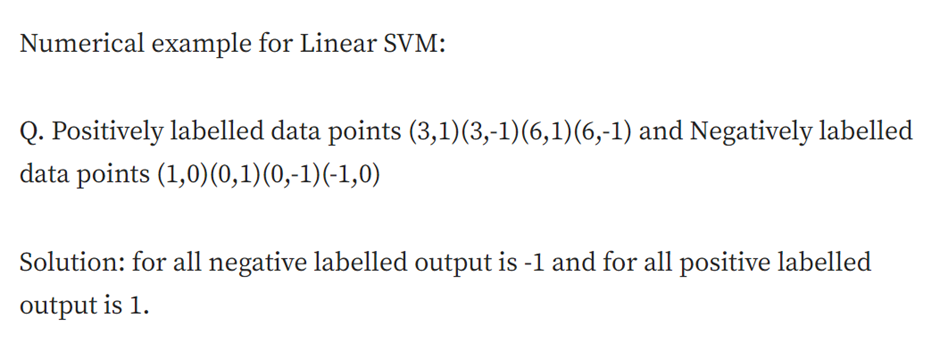 Numerical example for Linear SVM:
Q. Positively labelled data points (3,1)(3,-1)(6,1)(6,-1) and Negatively labelled
data points (1,0)(0,1)(0,-1)(-1,0)
Solution: for all negative labelled output is -1 and for all positive labelled
output is 1.